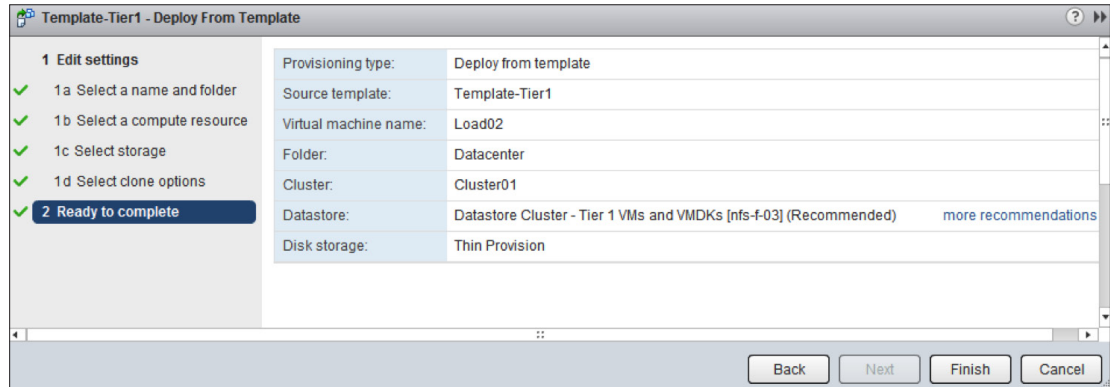 Template-Tier1 - Deploy From Template
1 Edit settings
1a Select a name and folder
1b Select a compute resource
1c Select storage
1d Select clone options
2 Ready to complete
Provisioning type: Deploy from template
Source template: Template-Tier1
Virtual machine name: Load02
Folder: Datacenter
Cluster: Cluster01
Datastore: Datastore Cluster - Tier 1 VMs and VMDKs [nfs-f-03] (Recommended) more recommendations
Disk storage: Thin Provision
Back Next Finish Cancel